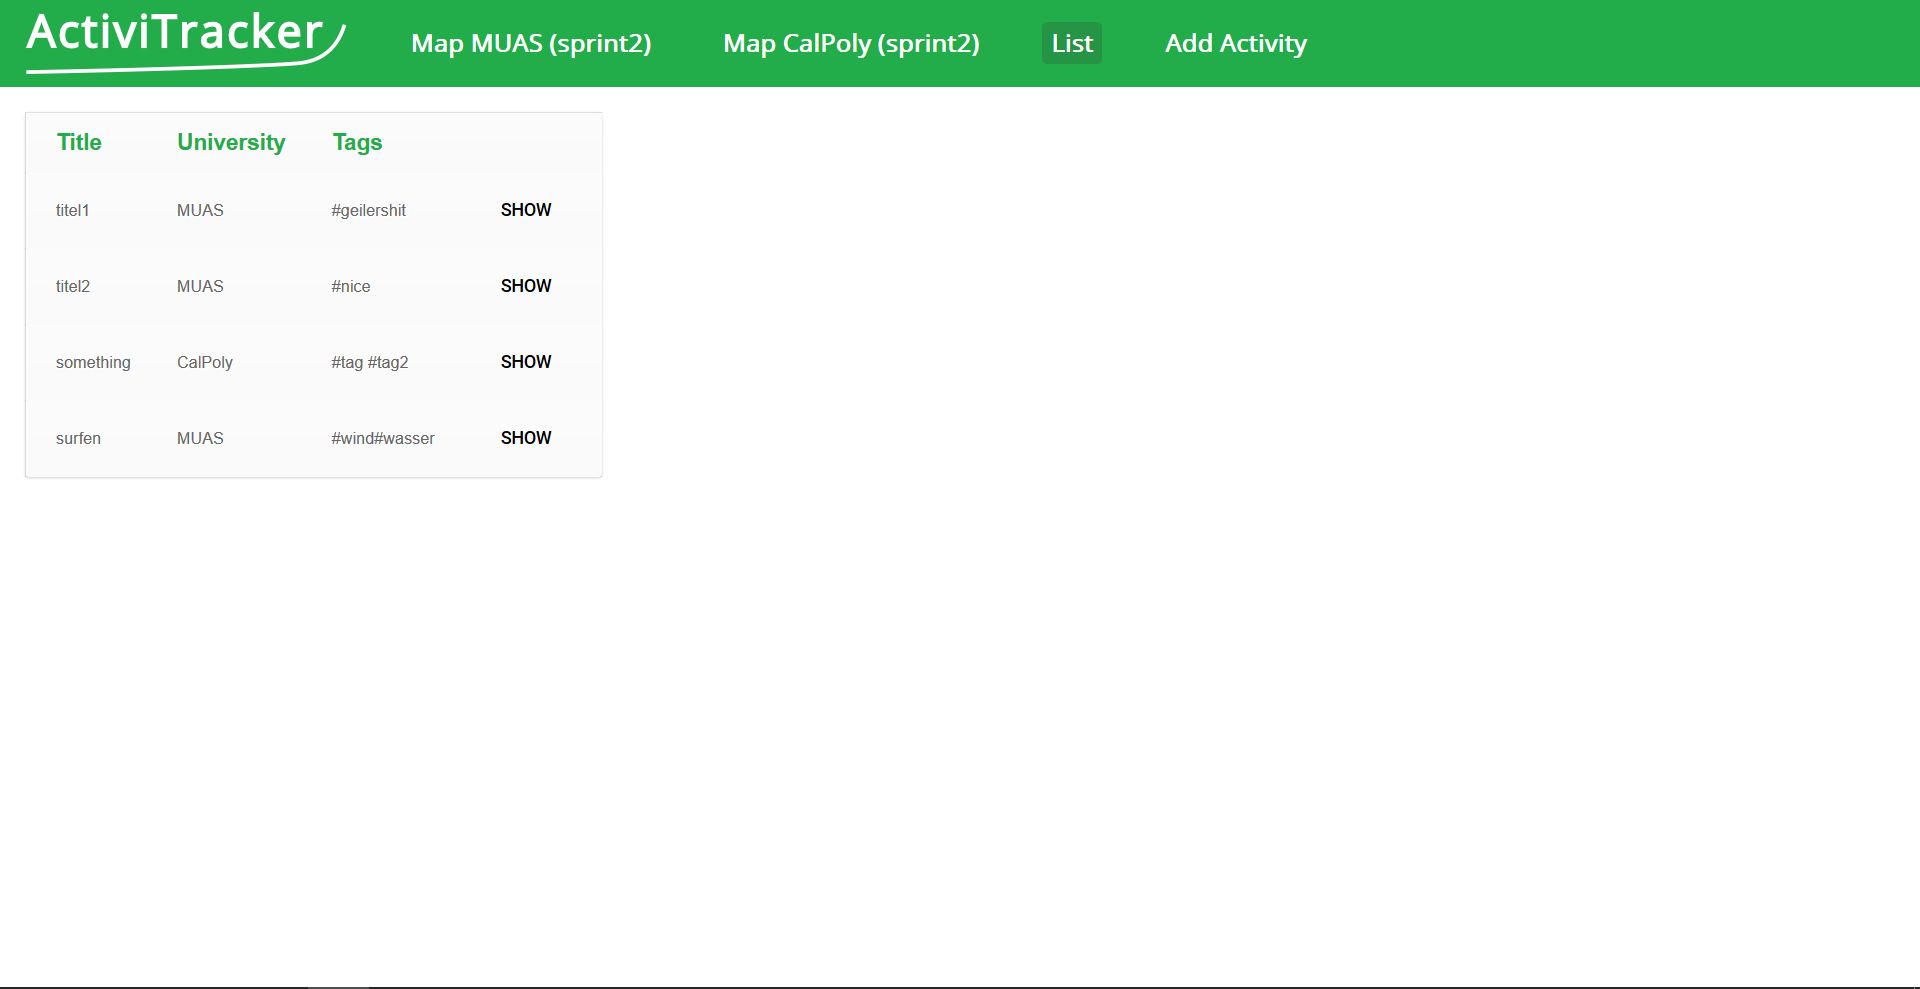 ActiviTracker Map MUAS (sprint2) Map CalPoly (sprint2) List Add Activity
Title University Tags
titel1 MUAS #geilershit SHOW
titel2 MUAS #nice SHOW
something CalPoly #tag #tag2 SHOW
surfen MUAS #wind#wasser SHOW